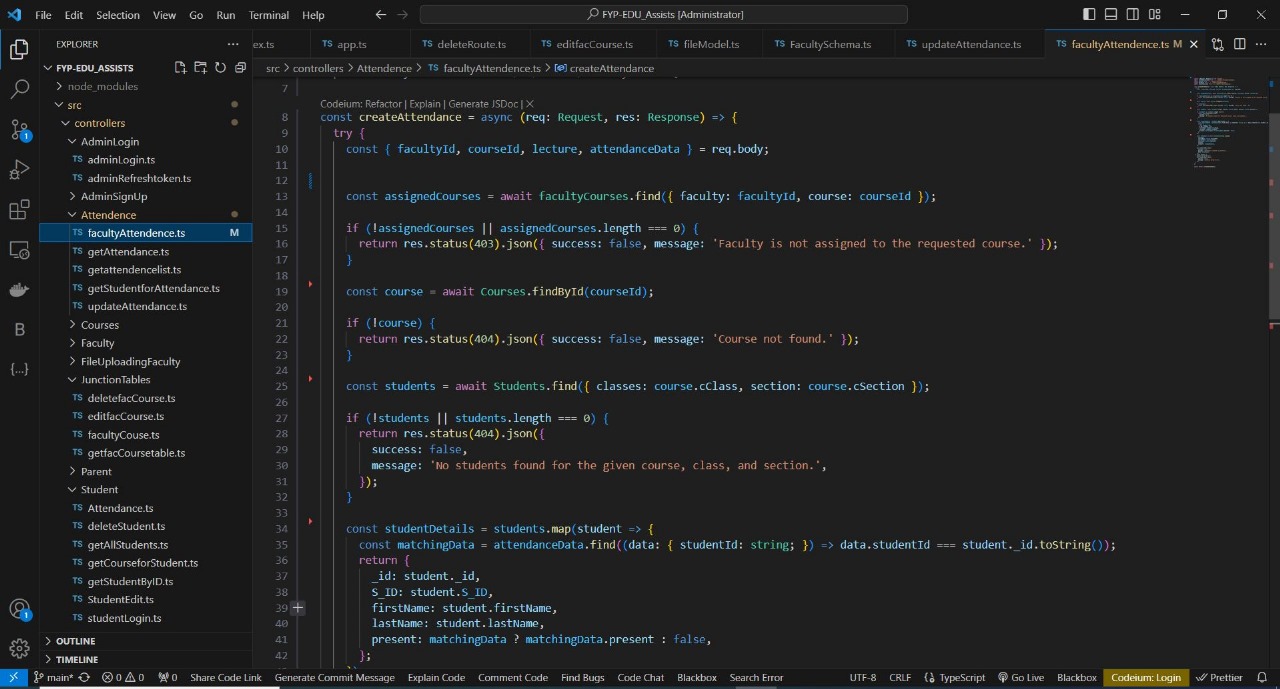 File Edit Selection View Go Run Terminal Help FYP-EDU_Assists [Administrator]
EXPLORER ex.ts TS app.ts TS deleteRoute.ts TS editfacCourse.ts TS fileModel.ts TS FacultySchema.ts TS updateAttendance.ts TS facultyAttendence.ts M
FYP-EDU_ASSISTS
src > controllers > Attendence > TS facultyAttendence.ts > createAttendance
node_modules
src
controllers
AdminLogin
TS adminLogin.ts
TS adminRefreshtoken.ts
AdminSignUp
Attendence
TS facultyAttendence.ts M
TS getAttendance.ts
TS getattendencelist.ts
TS getStudentforAttendance.ts
TS updateAttendance.ts
Courses
Faculty
FileUploadingFaculty
JunctionTables
TS deletefacCourse.ts
TS editfacCourse.ts
TS facultyCouse.ts
TS getfacCoursetable.ts
Parent
Student
TS Attendance.ts
TS deleteStudent.ts
TS getAllStudents.ts
TS getCourseforStudent.ts
TS getStudentByID.ts
TS StudentEdit.ts
TS studentLogin.ts
OUTLINE
TIMELINE
7
Codeium: Refactor | Explain | Generate JSDoc | X
8 const createAttendance = async (req: Request, res: Response) => {
9 try {
10 const { facultyId, courseId, lecture, attendanceData } = req.body;
11
12
13 const assignedCourses = await facultyCourses.find({ faculty: facultyId, course: courseId });
14
15 if (!assignedCourses || assignedCourses.length === 0) {
16 return res.status(403).json({ success: false, message: 'Faculty is not assigned to the requested course.' });
17 }
18
19 const course = await Courses.findById(courseId);
20
21 if (!course) {
22 return res.status(404).json({ success: false, message: 'Course not found.' });
23 }
24
25 const students = await Students.find({ classes: course.cClass, section: course.cSection });
26
27 if (!students || students.length === 0) {
28 return res.status(404).json({
29 success: false,
30 message: 'No students found for the given course, class, and section.',
31 });
32 }
33
34 const studentDetails = students.map(student => {
35 const matchingData = attendanceData.find((data: { studentId: string; }) => data.studentId === student._id.toString());
36 return {
37 _id: student._id,
38 S_ID: student.S_ID,
39 firstName: student.firstName,
40 lastName: student.lastName,
41 present: matchingData ? matchingData.present : false,
42 };
main* 0 0 0 Share Code Link Generate Commit Message Explain Code Comment Code Find Bugs Code Chat Blackbox Search Error UTF-8 CRLF {} TypeScript Go Live Blackbox Codeium: Login Prettier